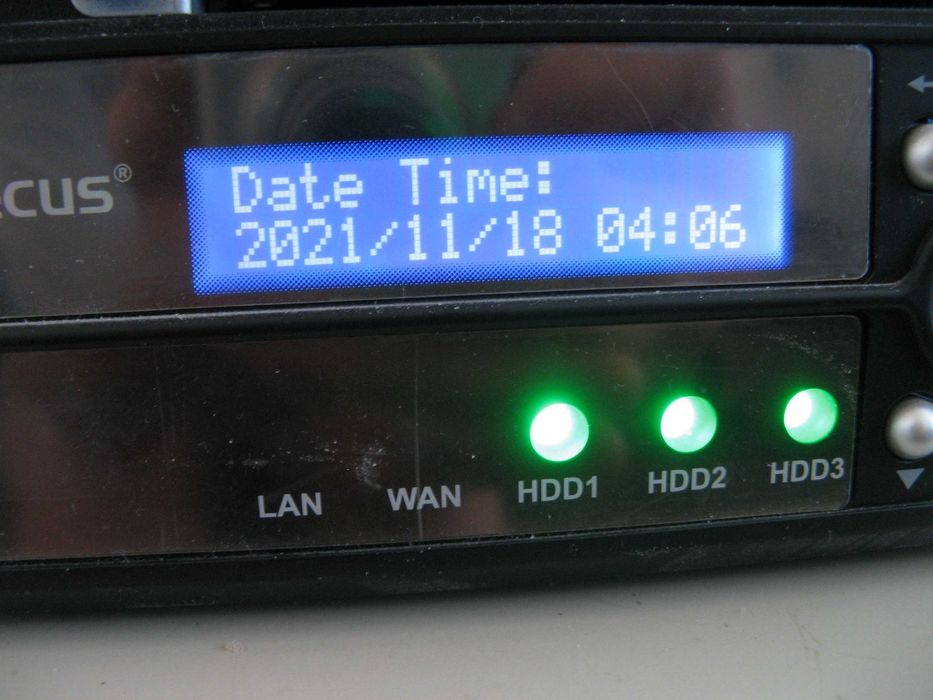 ecus®
Date Time:
2021/11/18 04:06
LAN WAN HDD1 HDD2 HDD3